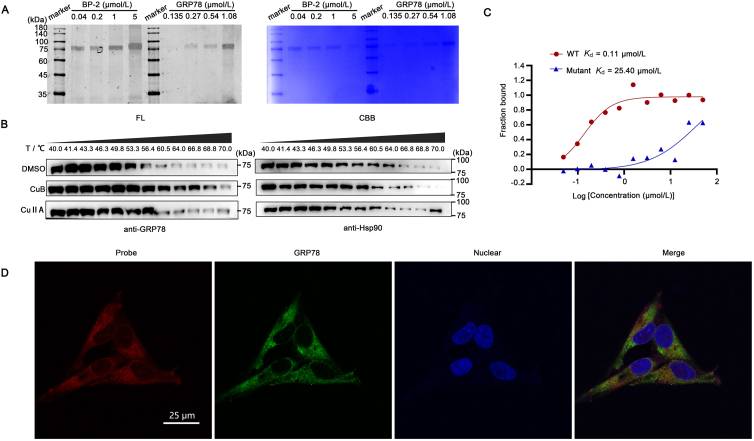 A
BP-2 (μmol/L)
GRP78 (μmol/L)
(kDa) marker 0.04 0.2 1 5 marker 0.135 0.27 0.54 1.08
180
140
100
75
60
45
35
FL
BP-2 (μmol/L)
GRP78 (μmol/L)
marker 0.04 0.2 1 5 marker 0.135 0.27 0.54 1.08
CBB
B
T / ℃ 40.0 41.4 43.3 46.3 49.8 53.3 56.4 60.5 64.0 66.8 68.8 70.0 (kDa)
DMSO
75
CuB
75
Cu II A
75
anti-GRP78
40.0 41.4 43.3 46.3 49.8 53.3 56.4 60.5 64.0 66.8 68.8 70.0 (kDa)
100
75
100
75
100
75
anti-Hsp90
C
WT Kd = 0.11 μmol/L
Mutant Kd = 25.40 μmol/L
Fraction bound
1.4
1.2
1.0
0.8
0.6
0.4
0.2
0
-0.2
-2 -1 0 1 2
Log [Concentration (μmol/L)]
D
Probe
GRP78
Nuclear
Merge
25 μm